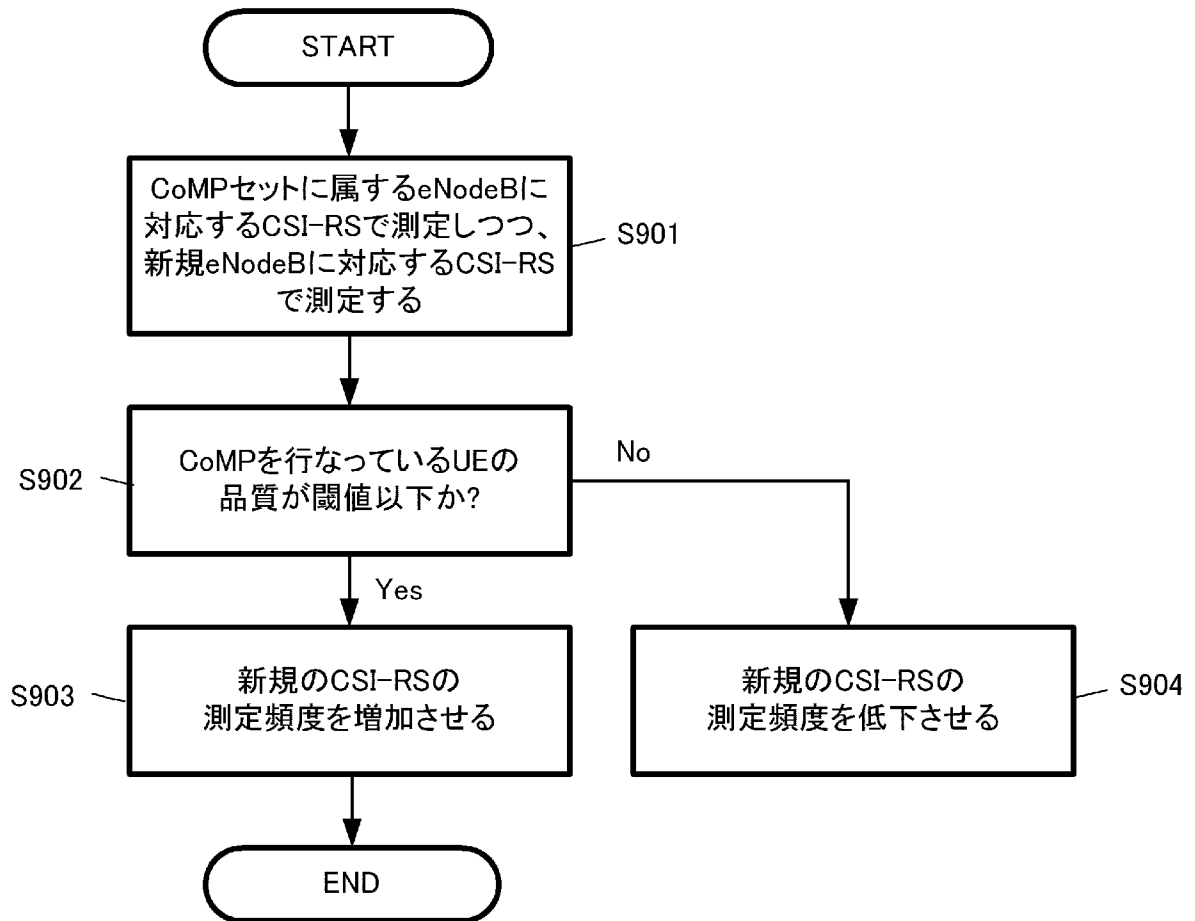 START
CoMPセットに属するeNodeBに
対応するCSI-RSで測定しつつ、
新規eNodeBに対応するCSI-RS
で測定する
S901
CoMPを行なっているUEの
品質が閾値以下か?
S902
No
Yes
新規のCSI-RSの
測定頻度を増加させる
S903
新規のCSI-RSの
測定頻度を低下させる
S904
END